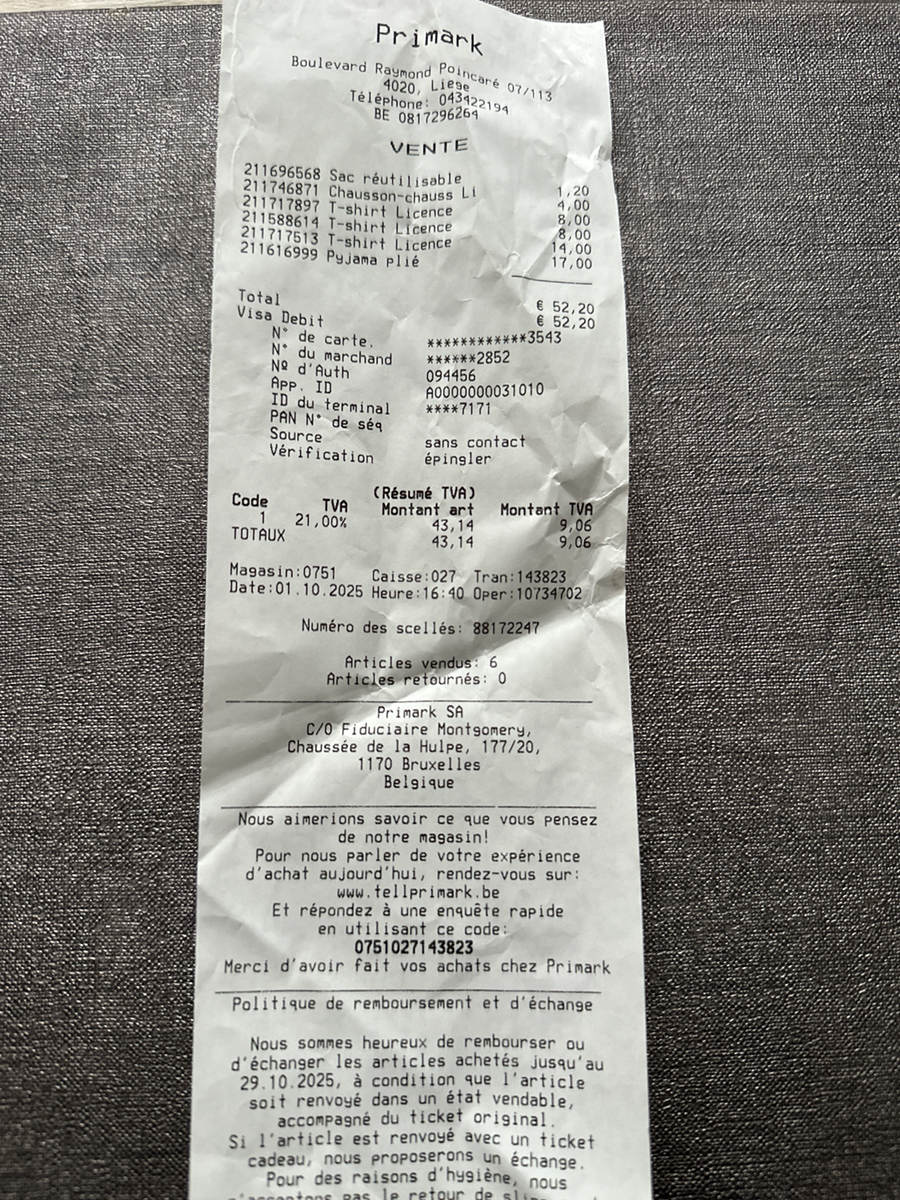 Primark
Boulevard Raymond Poincaré 07/113
4020, Liege
Téléphone: 043422194
BE 0817296264
VENTE
211696568 Sac réutilisable 1,20
211746871 Chausson-chauss Li 4,00
211717897 T-shirt Licence 8,00
211588614 T-shirt Licence 8,00
211717513 T-shirt Licence 14,00
211616999 Pyjama plié 17,00
Total € 52,20
Visa Debit € 52,20
N° de carte. ************3543
N° du marchand ******2852
Nº d'Auth 094456
App. ID A0000000031010
ID du terminal ****7171
PAN N° de séq
Source sans contact
Vérification épingler
(Résumé TVA)
Code TVA Montant art Montant TVA
1 21,00% 43,14 9,06
TOTAUX 43,14 9,06
Magasin:0751 Caisse:027 Tran:143823
Date:01.10.2025 Heure:16:40 Oper:10734702
Numéro des scellés: 88172247
Articles vendus: 6
Articles retournés: 0
Primark SA
C/O Fiduciaire Montgomery,
Chaussée de la Hulpe, 177/20,
1170 Bruxelles
Belgique
Nous aimerions savoir ce que vous pensez
de notre magasin!
Pour nous parler de votre expérience
d'achat aujourd'hui, rendez-vous sur:
www.tellprimark.be
Et répondez à une enquête rapide
en utilisant ce code:
0751027143823
Merci d'avoir fait vos achats chez Primark
Politique de remboursement et d'échange
Nous sommes heureux de rembourser ou
d'échanger les articles achetés jusqu'au
29.10.2025, à condition que l'article
soit renvoyé dans un état vendable,
accompagné du ticket original.
Si l'article est renvoyé avec un ticket
cadeau, nous proposerons un échange.
Pour des raisons d'hygiène, nous
n'acceptons pas le retour de